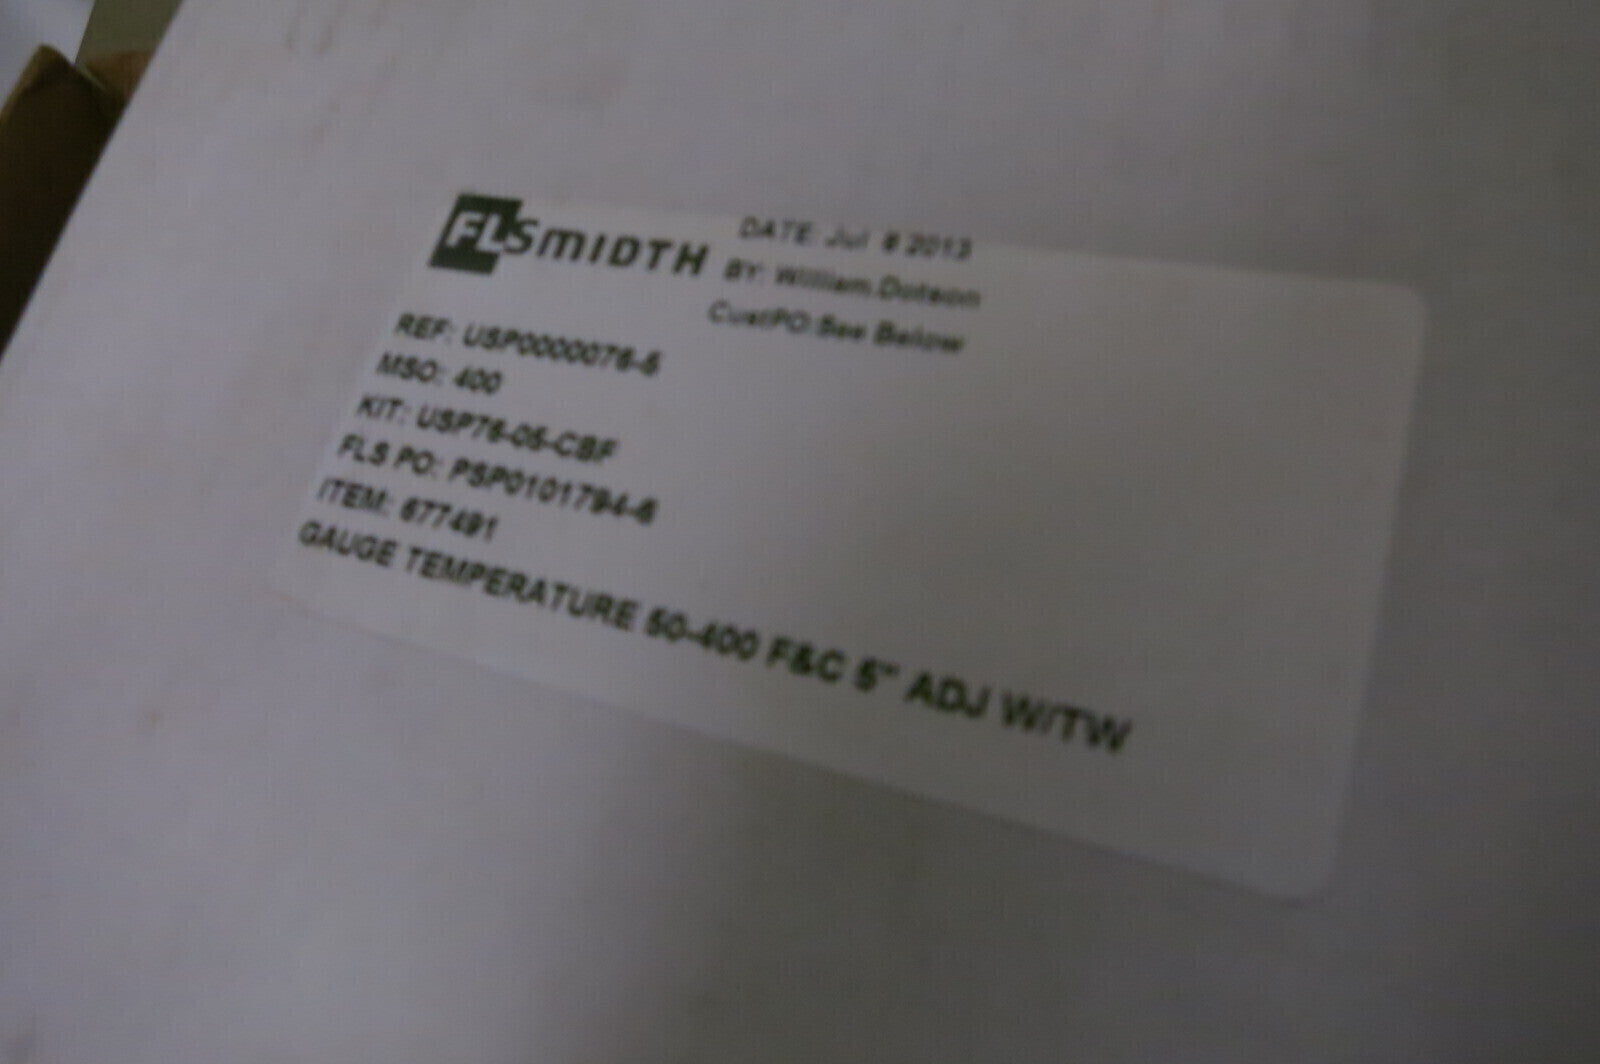 FLSMIDTH
DATE: Jul 8 2013
BY: William.Dotson
CustPO:See Below
REF: USP0000076-5
MSO: 400
KIT: USP76-05-CBF
FLS PO: PSP0101794-6
ITEM: 677491
GAUGE TEMPERATURE 50-400 F&C 5" ADJ W/TW